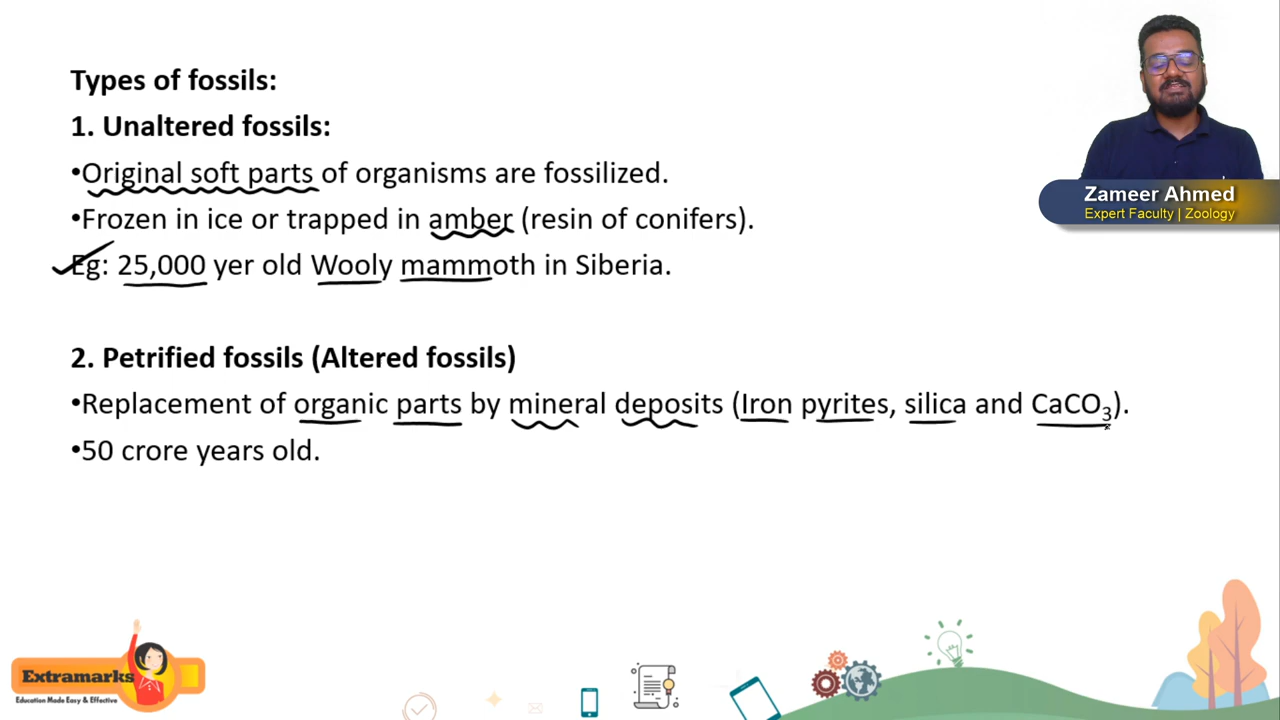 Types of fossils:
1. Unaltered fossils:
•Original soft parts of organisms are fossilized.
•Frozen in ice or trapped in amber (resin of conifers).
Eg: 25,000 yer old Wooly mammoth in Siberia.
2. Petrified fossils (Altered fossils)
•Replacement of organic parts by mineral deposits (Iron pyrites, silica and CaCO₃).
•50 crore years old.
Zameer Ahmed
Expert Faculty | Zoology
Extramarks
Education Made Easy & Effective